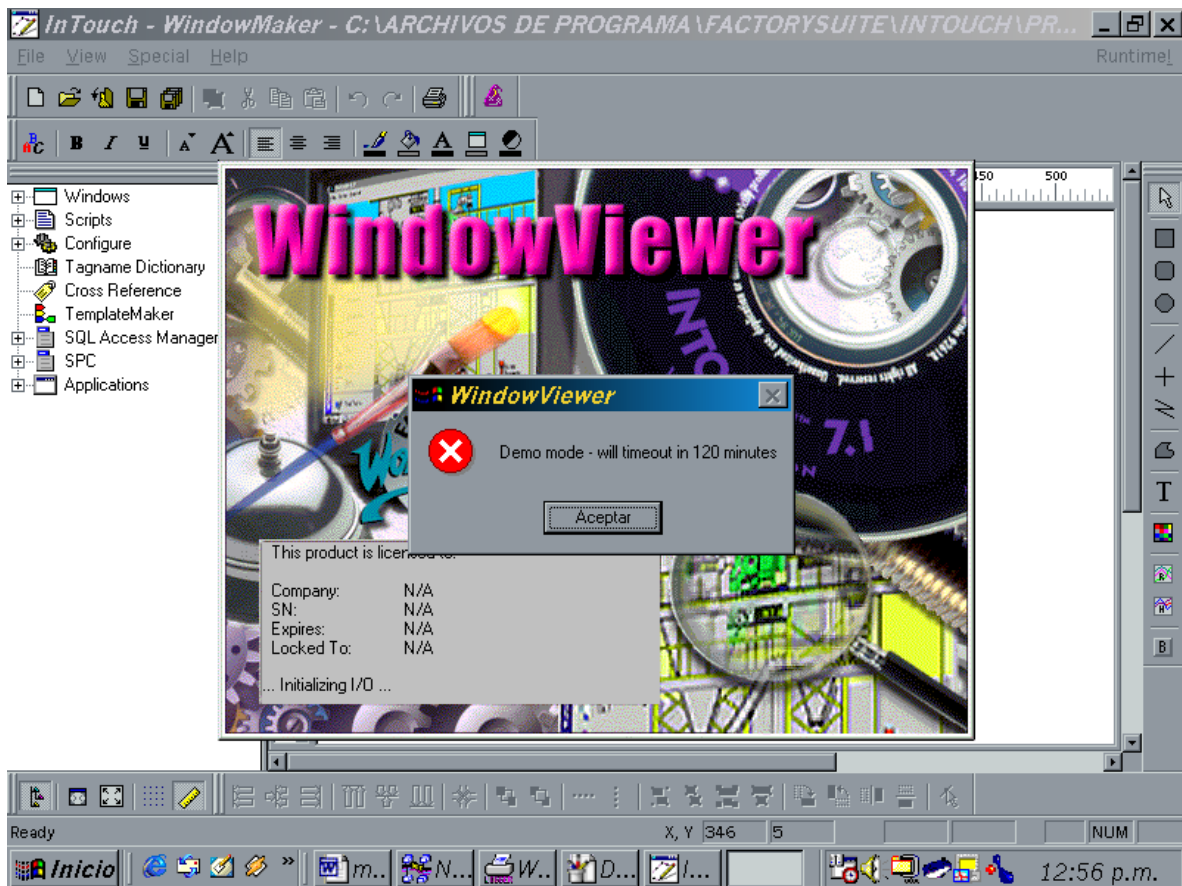 InTouch - WindowMaker - C:\ARCHIVOS DE PROGRAMA\FACTORYSUITE\INTOUCH\PR...
File View Special Help Runtime!
Windows
Scripts
Configure
Tagname Dictionary
Cross Reference
TemplateMaker
SQL Access Manager
SPC
Applications
450 500
WindowViewer
7.1
WindowViewer
Demo mode - will timeout in 120 minutes
Aceptar
This product is licensed to:
Company: N/A
SN: N/A
Expires: N/A
Locked To: N/A
... Initializing I/O ...
Ready X, Y 346 5 NUM
Inicio » m... N... W... D... I... 12:56 p.m.